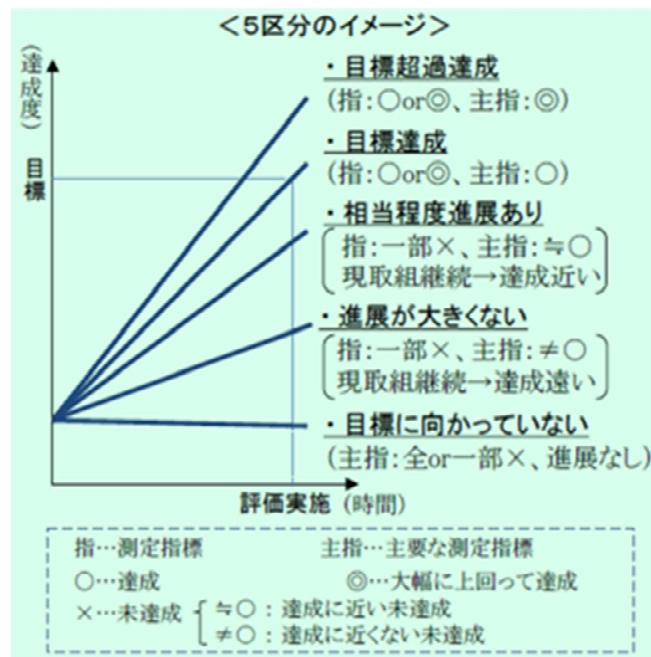 ＜5区分のイメージ＞
（達成度）
目標
・目標超過達成
(指：○or◎、主指：◎)
・目標達成
(指：○or◎、主指：○)
・相当程度進展あり
指：一部×、主指：≒○
現取組継続→達成近い
・進展が大きくない
指：一部×、主指：≠○
現取組継続→達成遠い
・目標に向かっていない
(主指：全or一部×、進展なし)
評価実施（時間）
指…測定指標　主指…主要な測定指標
○…達成　◎…大幅に上回って達成
×…未達成
≒○：達成に近い未達成
≠○：達成に近くない未達成